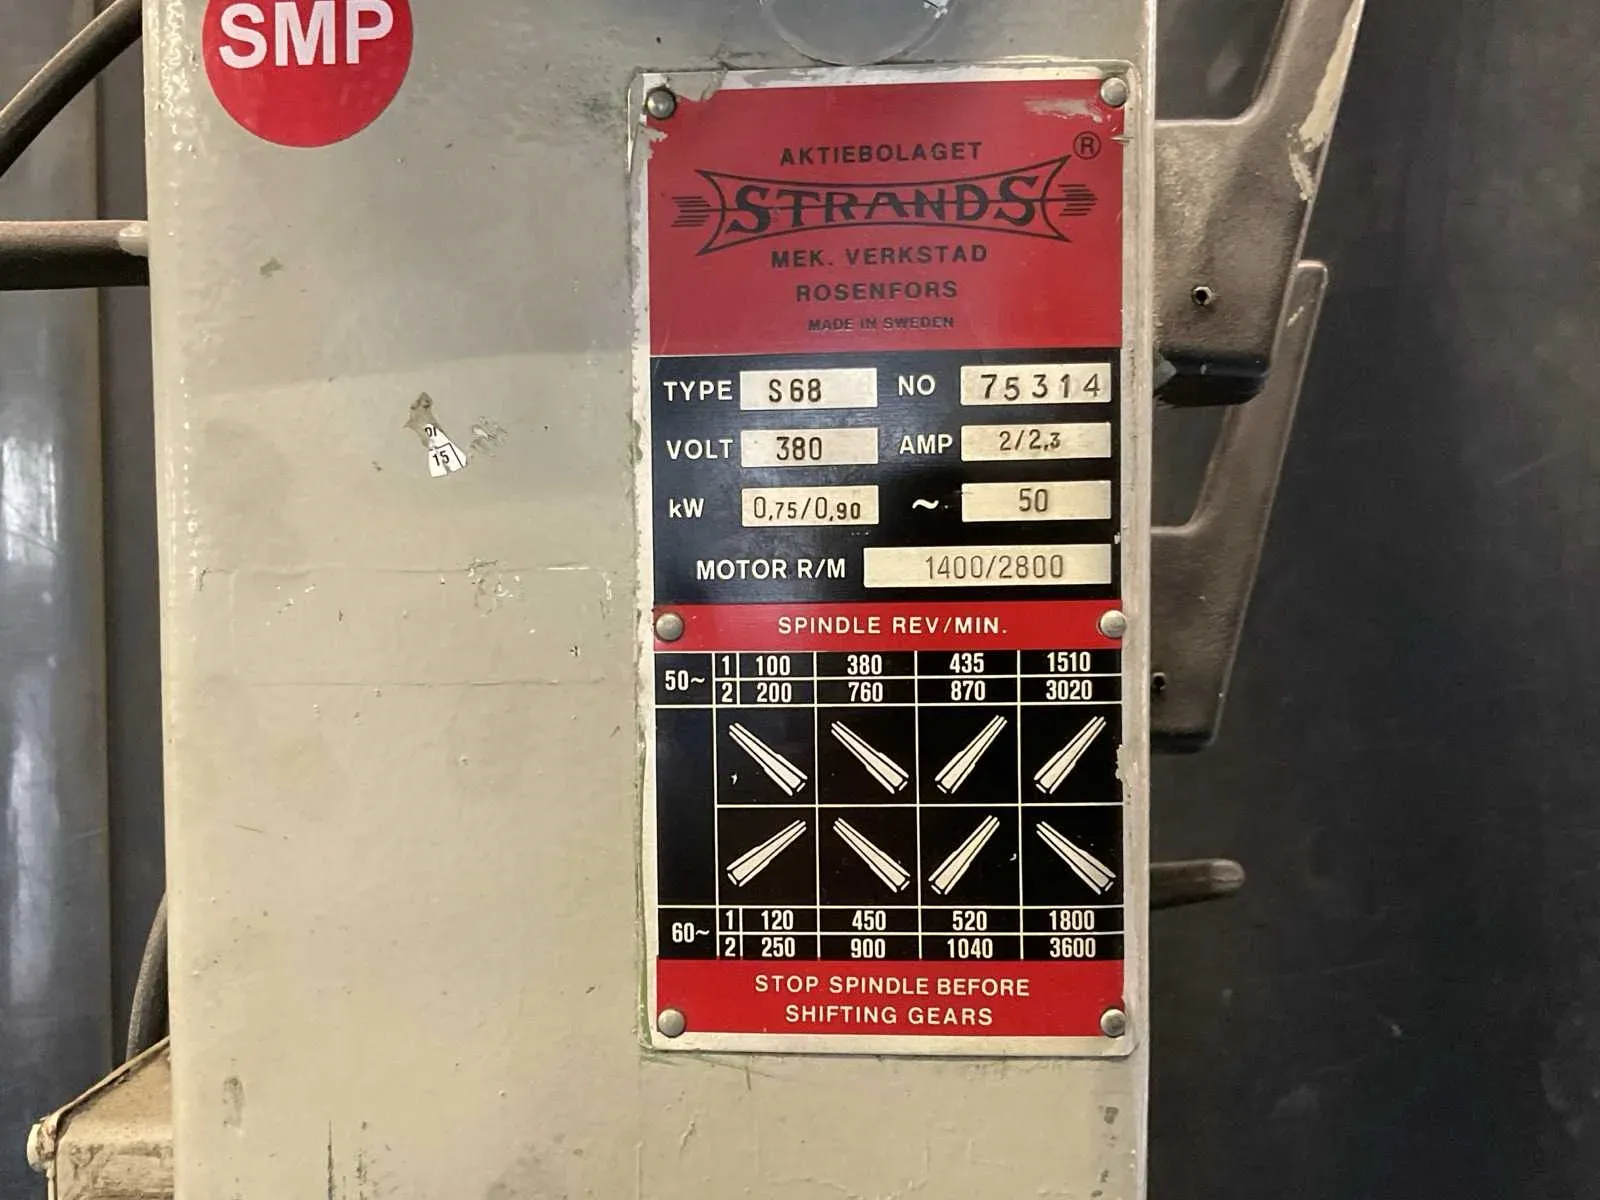 SMP
AKTIEBOLAGET
®
STRANDS
MEK. VERKSTAD
ROSENFORS
MADE IN SWEDEN
TYPE S68 NO 75314
VOLT 380 AMP 2/2,3
kW 0,75/0,90 ~ 50
MOTOR R/M 1400/2800
SPINDLE REV/MIN.
50~ 1 100 380 435 1510
2 200 760 870 3020
60~ 1 120 450 520 1800
2 250 900 1040 3600
STOP SPINDLE BEFORE
SHIFTING GEARS
15